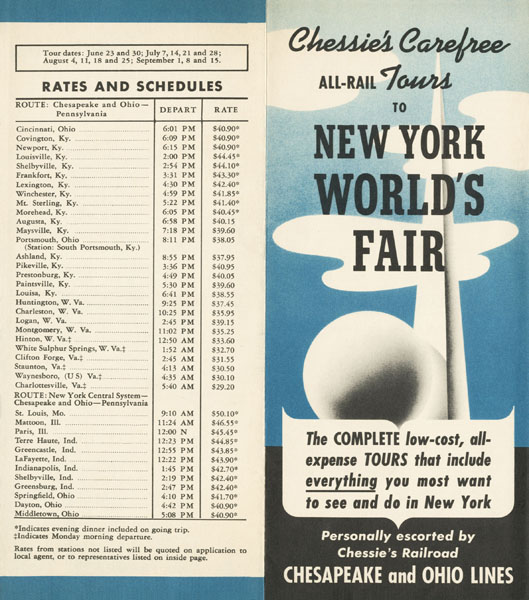 Tour dates: June 23 and 30; July 7, 14, 21 and 28;
August 4, 11, 18 and 25; September 1, 8 and 15.
RATES AND SCHEDULES
ROUTE: Chesapeake and Ohio—
Pennsylvania DEPART RATE
Cincinnati, Ohio 6:01 PM $40.90*
Covington, Ky. 6:09 PM $40.90*
Newport, Ky. 6:15 PM $40.90*
Louisville, Ky. 2:00 PM $44.45*
Shelbyville, Ky. 2:54 PM $44.10*
Frankfort, Ky. 3:31 PM $43.30*
Lexington, Ky. 4:30 PM $42.40*
Winchester, Ky. 4:59 PM $41.85*
Mt. Sterling, Ky. 5:22 PM $41.40*
Morehead, Ky. 6:05 PM $40.45*
Augusta, Ky. 6:58 PM $40.15
Maysville, Ky. 7:18 PM $39.60
Portsmouth, Ohio 8:11 PM $38.05
(Station: South Portsmouth, Ky.)
Ashland, Ky. 8:55 PM $37.95
Pikeville, Ky. 3:36 PM $40.95
Prestonburg, Ky. 4:49 PM $40.05
Paintsville, Ky. 5:30 PM $39.60
Louisa, Ky. 6:41 PM $38.55
Huntington, W. Va. 9:25 PM $37.45
Charleston, W. Va. 10:25 PM $35.95
Logan, W. Va. 2:45 PM $39.15
Montgomery, W. Va. 11:02 PM $35.25
Hinton, W. Va.‡ 12:50 AM $33.60
White Sulphur Springs, W. Va.‡ 1:52 AM $32.70
Clifton Forge, Va.‡ 2:45 AM $31.55
Staunton, Va.‡ 4:13 AM $30.50
Waynesboro, (U S) Va.‡ 4:35 AM $30.10
Charlottesville, Va.‡ 5:40 AM $29.20
ROUTE: New York Central System—
Chesapeake and Ohio—Pennsylvania
St. Louis, Mo. 9:10 AM $50.10*
Mattoon, Ill. 11:24 AM $46.55*
Paris, Ill. 12:00 N $45.45*
Terre Haute, Ind. 12:23 PM $44.85*
Greencastle, Ind. 12:55 PM $43.85*
LaFayette, Ind. 12:22 PM $43.90*
Indianapolis, Ind. 1:45 PM $42.70*
Shelbyville, Ind. 2:19 PM $42.40*
Greensburg, Ind. 2:47 PM $42.40*
Springfield, Ohio 4:10 PM $41.70*
Dayton, Ohio 4:42 PM $40.90*
Middletown, Ohio 5:08 PM $40.90*
*Indicates evening dinner included on going trip.
‡Indicates Monday morning departure.
Rates from stations not listed will be quoted on application to
local agent, or to representatives listed on inside page.
Chessie's Carefree
ALL-RAIL Tours
TO
NEW YORK
WORLD'S
FAIR
The COMPLETE low-cost, all-
expense TOURS that include
everything you most want
to see and do in New York
Personally escorted by
Chessie's Railroad
CHESAPEAKE and OHIO LINES